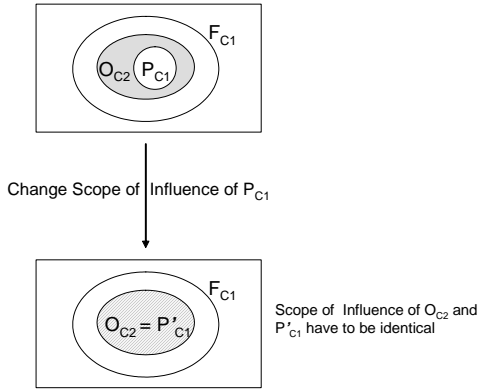 F_C1
O_C2 P_C1
Change Scope of Influence of P_C1
F_C1
O_C2 = P'_C1
Scope of Influence of O_C2 and
P'_C1 have to be identical